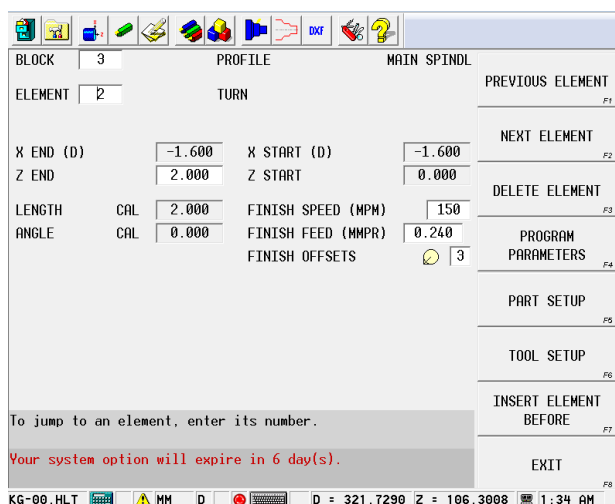 DXF
BLOCK 3 PROFILE MAIN SPINDL
ELEMENT 2 TURN
X END (D) -1.600 X START (D) -1.600
Z END 2.000 Z START 0.000
LENGTH CAL 2.000 FINISH SPEED (MPM) 150
ANGLE CAL 0.000 FINISH FEED (MMPR) 0.240
FINISH OFFSETS 3
To jump to an element, enter its number.
Your system option will expire in 6 day(s).
PREVIOUS ELEMENT
F1
NEXT ELEMENT
F2
DELETE ELEMENT
F3
PROGRAM
PARAMETERS
F4
PART SETUP
F5
TOOL SETUP
F6
INSERT ELEMENT
BEFORE
F7
EXIT
F8
KG-00.HLT MM D D = 321.7290 Z = 106.3008 1:34 AM